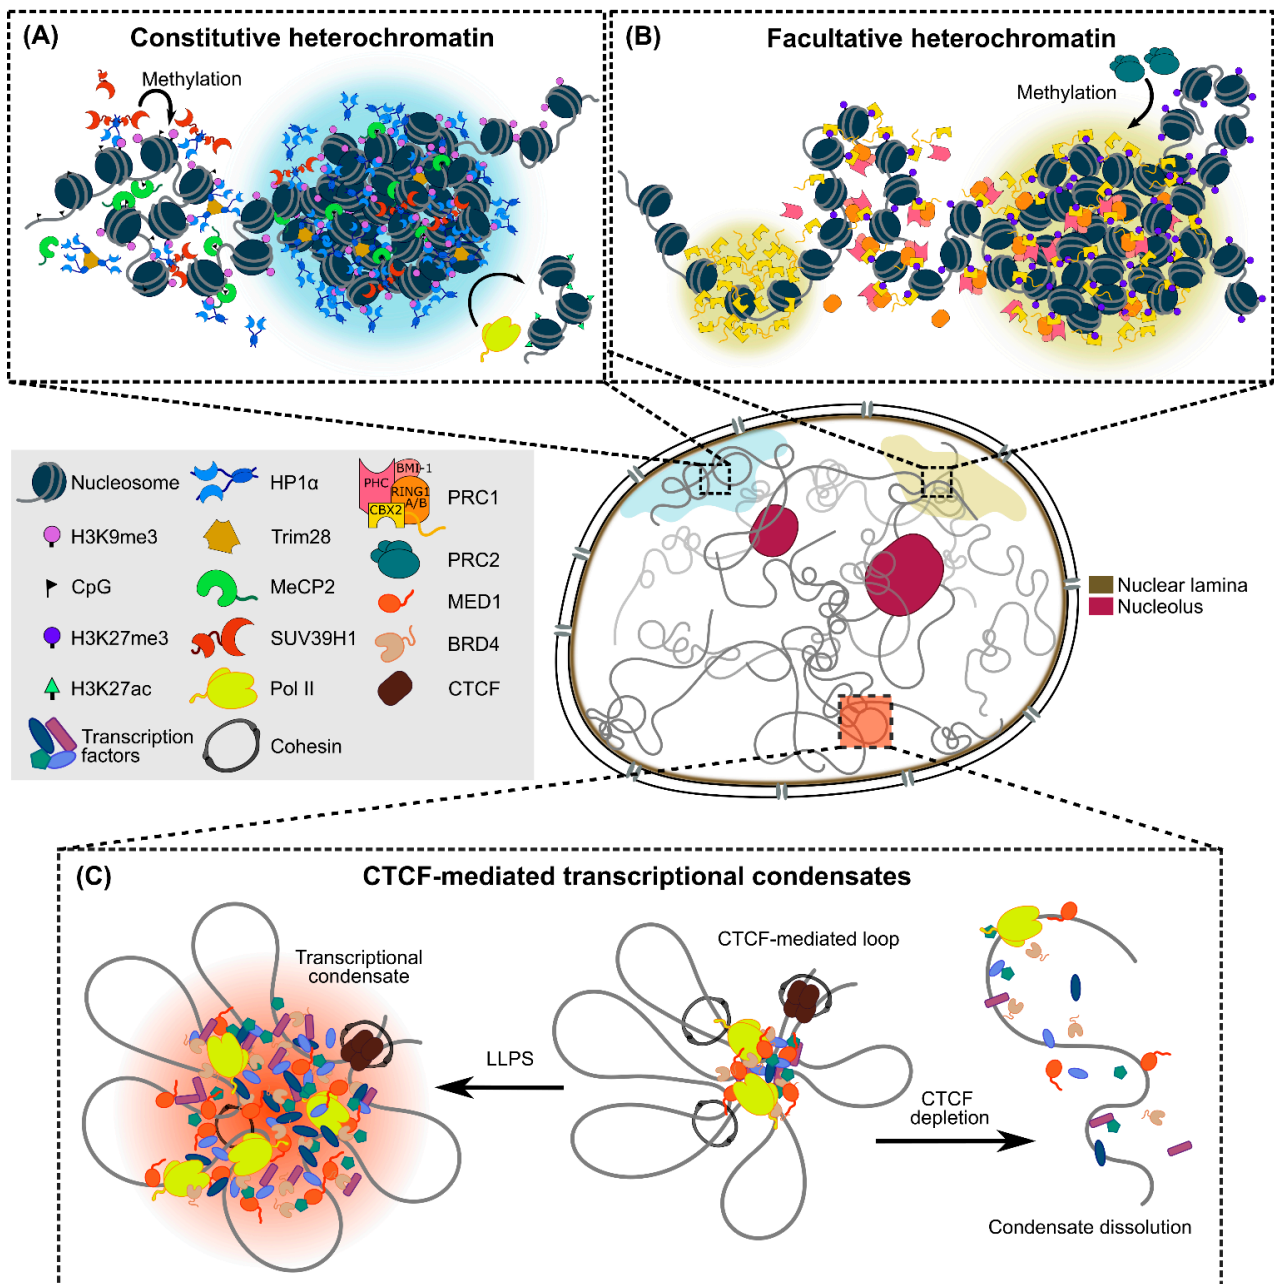 (A)
Constitutive heterochromatin
Methylation
(B)
Facultative heterochromatin
Methylation
Nucleosome
H3K9me3
CpG
H3K27me3
H3K27ac
Transcription
factors
HP1α
Trim28
MeCP2
SUV39H1
Pol II
Cohesin
BMI-1
PHC
RING1
A/B
CBX2
PRC1
PRC2
MED1
BRD4
CTCF
Nuclear lamina
Nucleolus
(C)
CTCF-mediated transcriptional condensates
Transcriptional
condensate
LLPS
CTCF-mediated loop
CTCF
depletion
Condensate dissolution